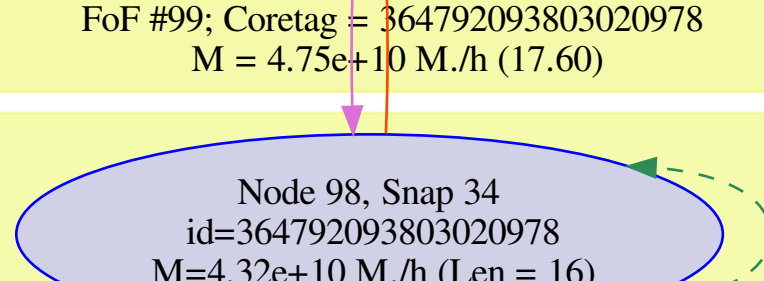 FoF #99; Coretag = 364792093803020978
M = 4.75e+10 M./h (17.60)
Node 98, Snap 34
id=364792093803020978
M=4.32e+10 M./h (Len = 16)